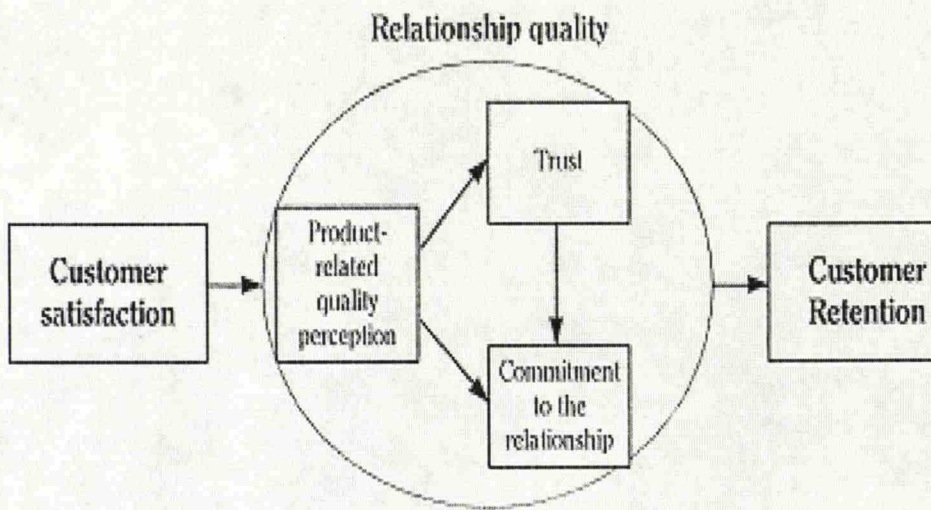 Relationship quality
Trust
Product-
related
quality
perception
Customer
satisfaction
Customer
Retention
Commitment
to the
relationship